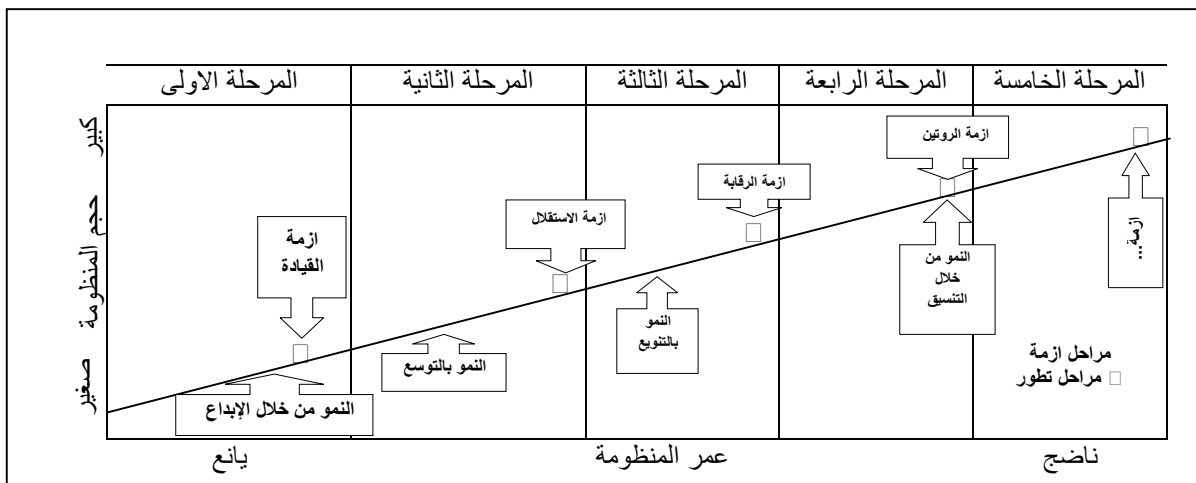 المرحلة الاولى
المرحلة الثانية
المرحلة الثالثة
المرحلة الرابعة
المرحلة الخامسة
كبير
حجم المنظومة
صغير
ازمة
القيادة
ازمة الاستقلال
ازمة الرقابة
ازمة الروتين
ازمة...
النمو من خلال الإبداع
النمو بالتوسع
النمو
بالتنويع
النمو من
خلال
التنسيق
مراحل ازمة
مراحل تطور
يانع
عمر المنظومة
ناضج